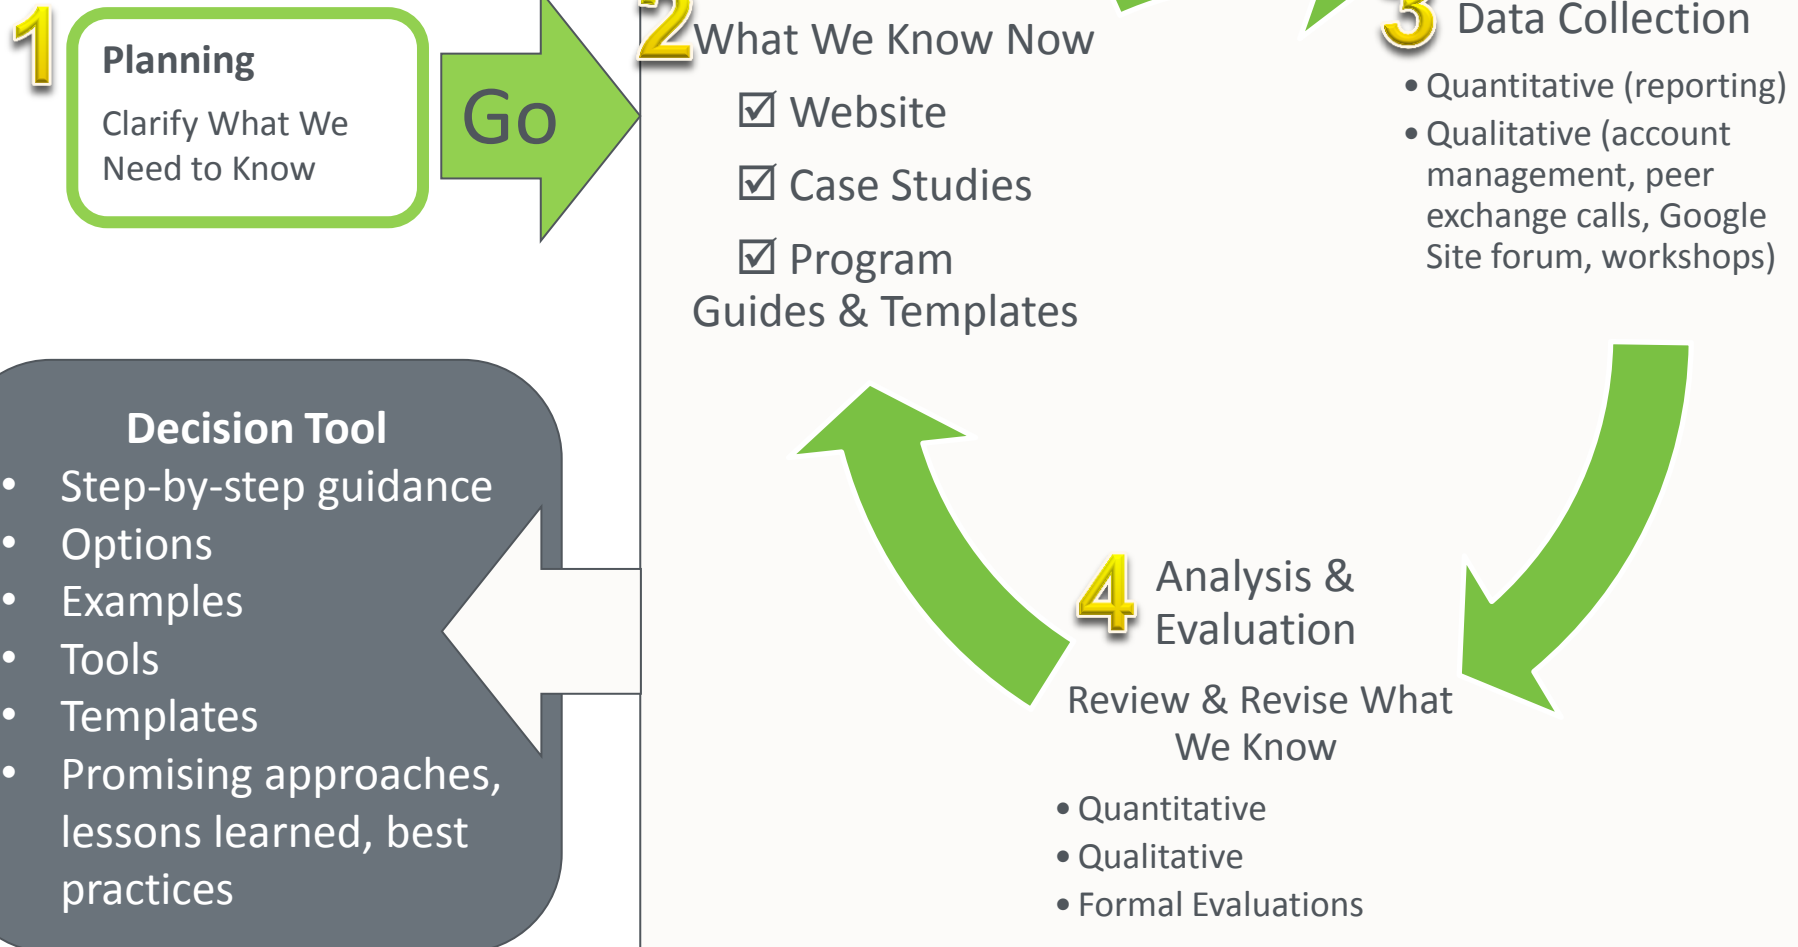 1
Planning
Clarify What We
Need to Know
Go
2
What We Know Now
☑ Website
☑ Case Studies
☑ Program
Guides & Templates
3
Data Collection
• Quantitative (reporting)
• Qualitative (account
management, peer
exchange calls, Google
Site forum, workshops)
4
Analysis &
Evaluation
Review & Revise What
We Know
• Quantitative
• Qualitative
• Formal Evaluations
Decision Tool
• Step-by-step guidance
• Options
• Examples
• Tools
• Templates
• Promising approaches,
lessons learned, best
practices